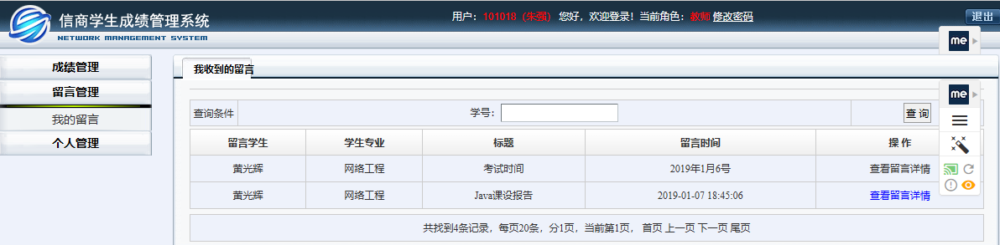 信商学生成绩管理系统
NETWORK MANAGEMENT SYSTEM
用户：101018（朱强） 您好，欢迎登录！当前角色：教师 修改密码
退出
me
成绩管理
留言管理
我的留言
个人管理
我收到的留言
me
查询条件 学号： 查 询
留言学生 学生专业 标题 留言时间 操 作
黄光辉 网络工程 考试时间 2019年1月6号 查看留言详情
黄光辉 网络工程 Java课设报告 2019-01-07 18:45:06 查看留言详情
共找到4条记录，每页20条，分1页，当前第1页， 首页 上一页 下一页 尾页